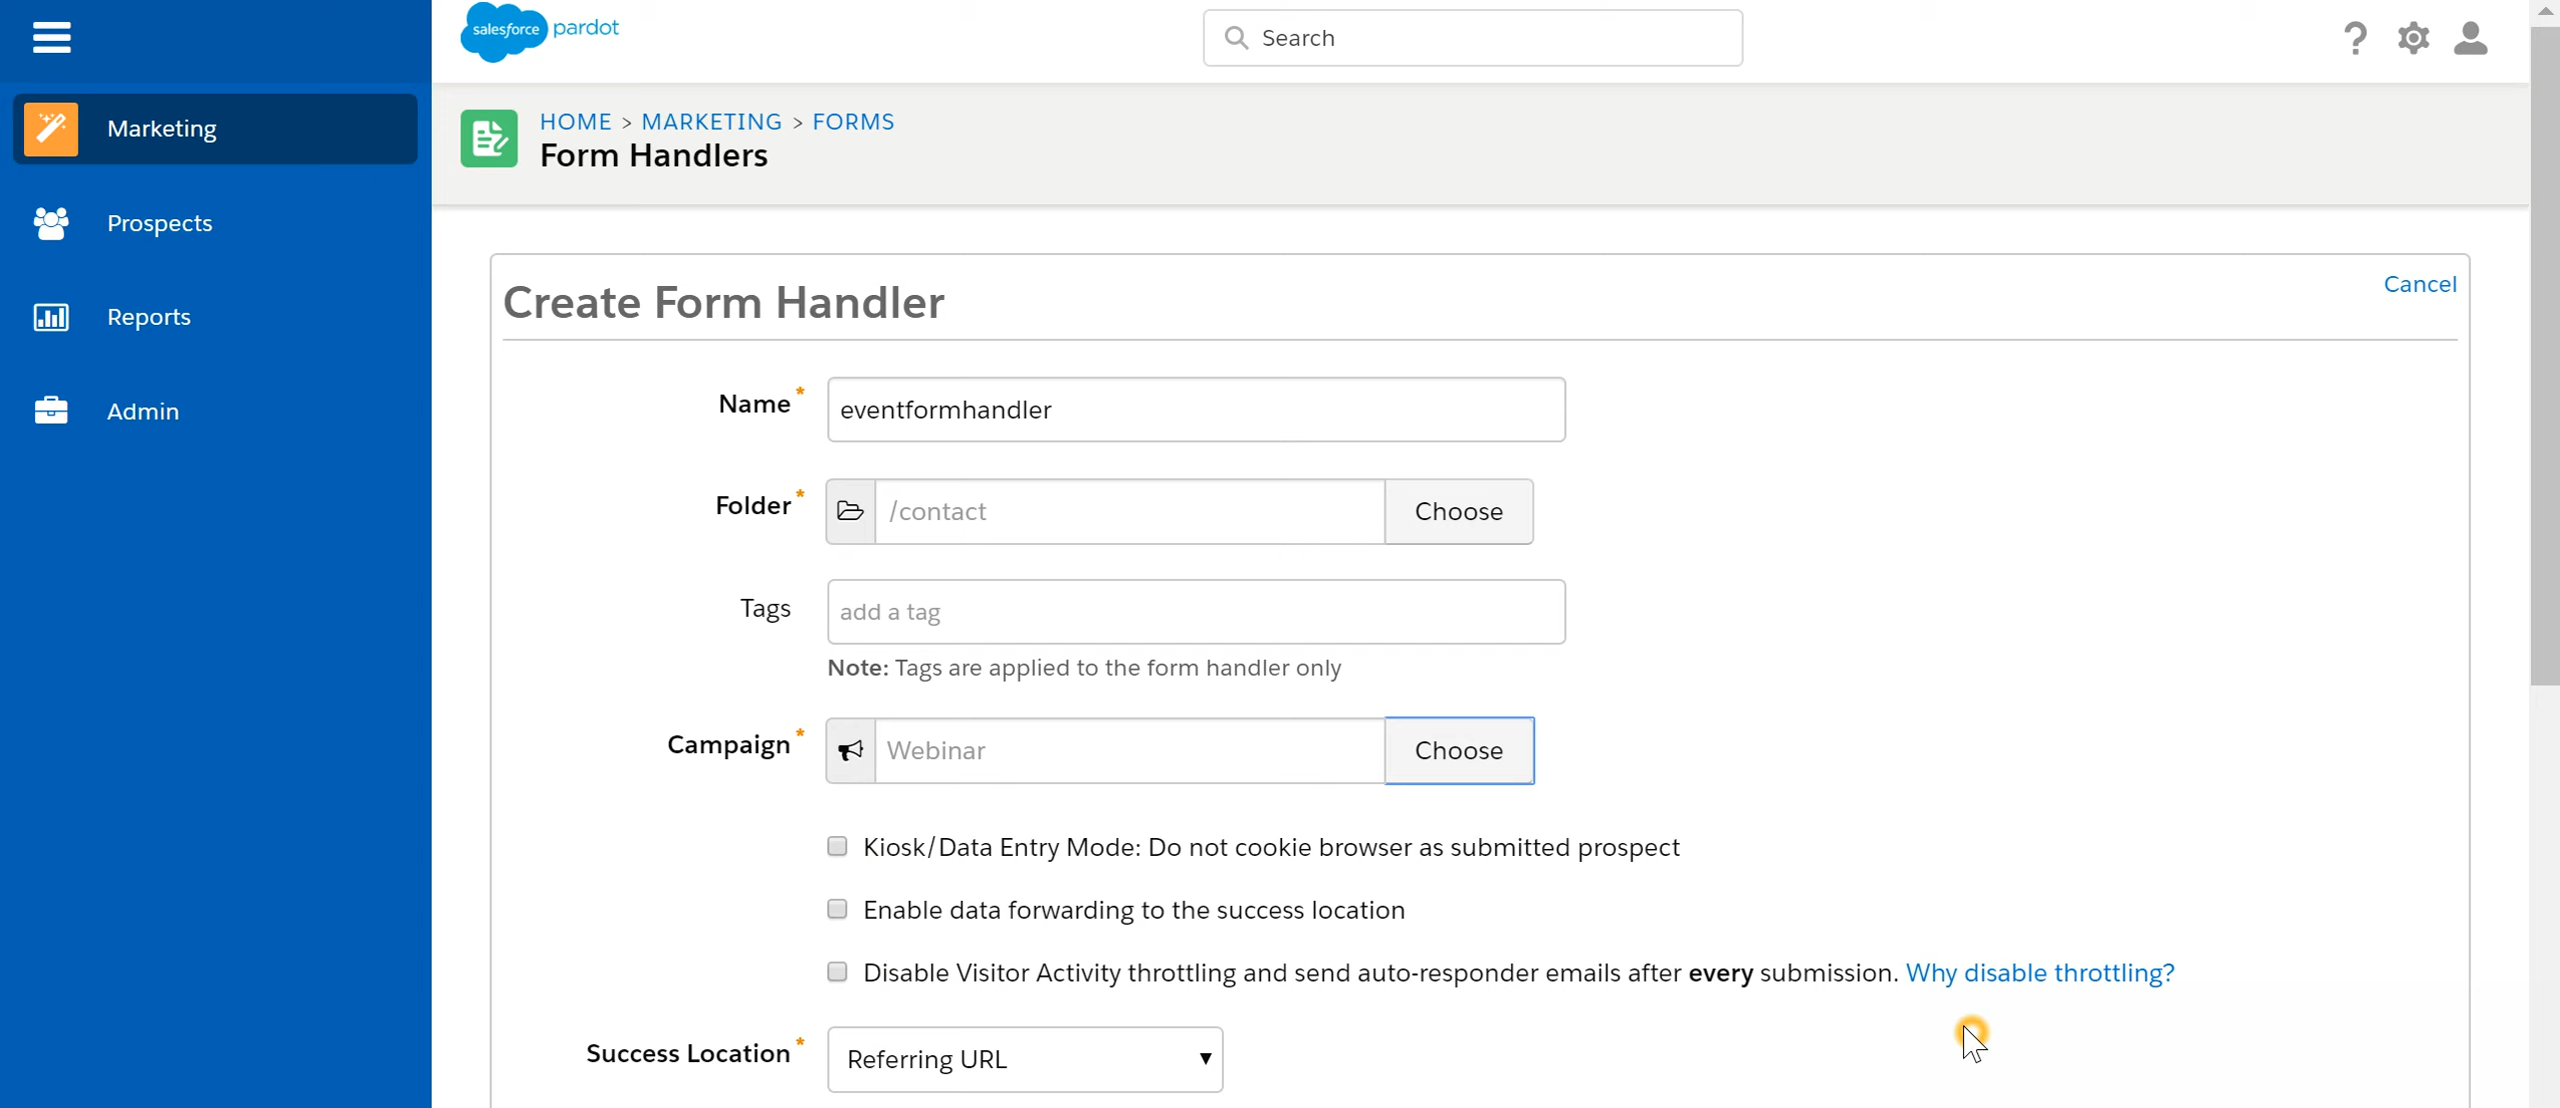 salesforce pardot
Search
Marketing
Prospects
Reports
Admin
HOME > MARKETING > FORMS
Form Handlers
Create Form Handler
Cancel
Name * eventformhandler
Folder * /contact Choose
Tags add a tag
Note: Tags are applied to the form handler only
Campaign * Webinar Choose
Kiosk/Data Entry Mode: Do not cookie browser as submitted prospect
Enable data forwarding to the success location
Disable Visitor Activity throttling and send auto-responder emails after every submission. Why disable throttling?
Success Location * Referring URL